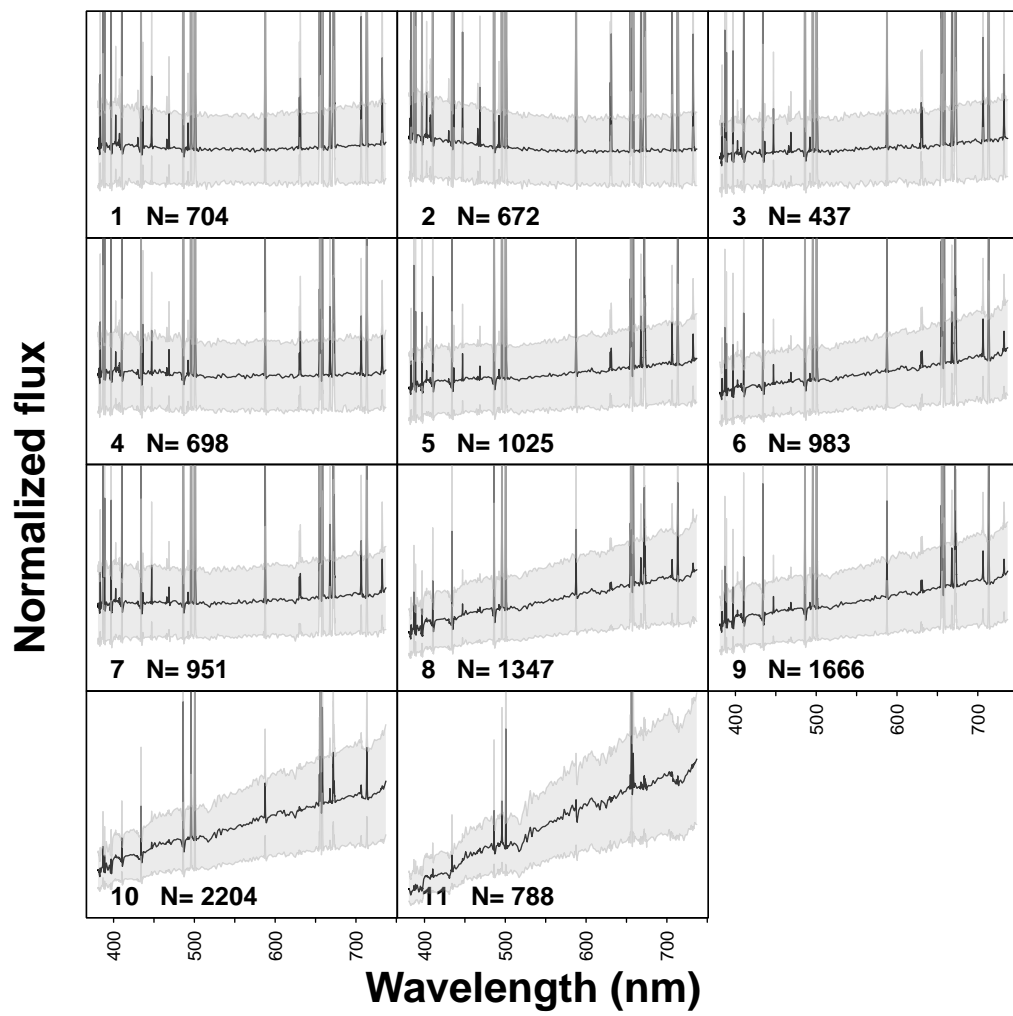 Normalized flux
1 N= 704
2 N= 672
3 N= 437
4 N= 698
5 N= 1025
6 N= 983
7 N= 951
8 N= 1347
9 N= 1666
400 500 600 700
10 N= 2204
11 N= 788
400 500 600 700
400 500 600 700
Wavelength (nm)